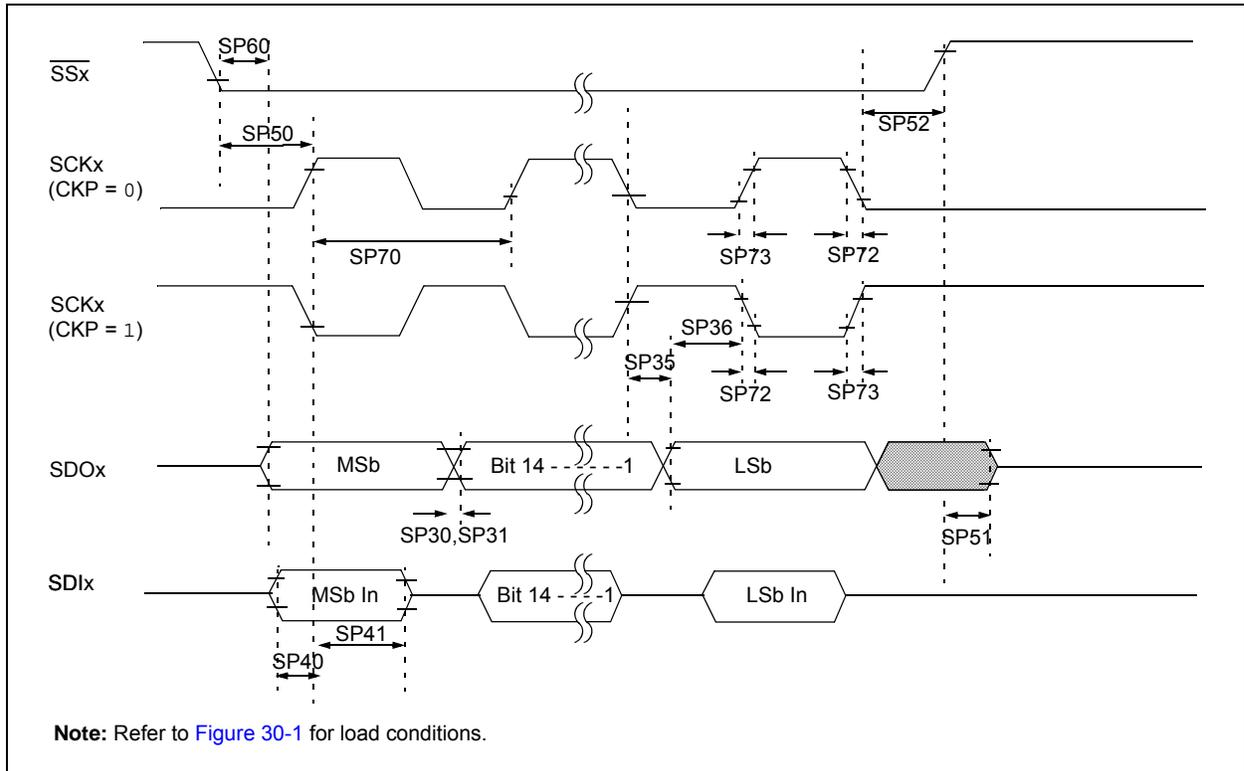 SP60
SSx
SP50
SP52
SCKx
(CKP = 0)
SP70
SP73
SP72
SCKx
(CKP = 1)
SP36
SP35
SP72
SP73
SDOx
MSb
Bit 14 - - - - - -1
LSb
SP30,SP31
SP51
SDIx
MSb In
Bit 14 - - - -1
LSb In
SP41
SP40
Note: Refer to Figure 30-1 for load conditions.